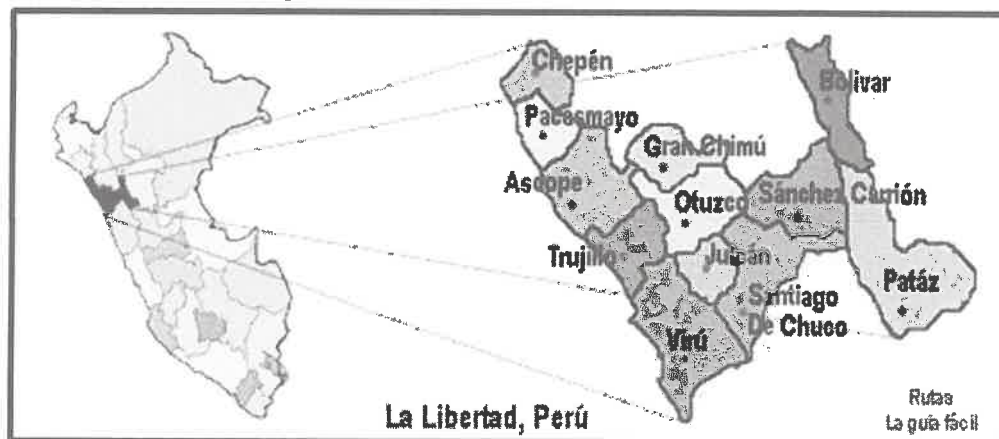 Chepén
Bolívar
Pacasmayo
Gran Chimú
Ascope
Otuzco
Sánchez Carrión
Trujillo
Julcán
Patáz
Santiago
De Chuco
Virú
La Libertad, Perú
Rutas
La guía fácil